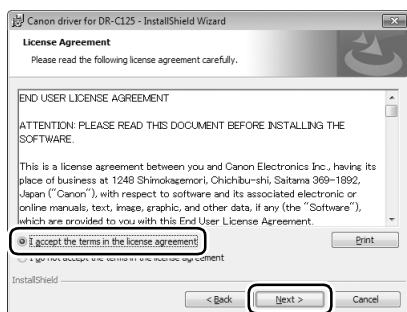 Canon driver for DR-C125 - InstallShield Wizard
License Agreement
Please read the following license agreement carefully.
END USER LICENSE AGREEMENT
ATTENTION: PLEASE READ THIS DOCUMENT BEFORE INSTALLING THE
SOFTWARE.
This is a license agreement between you and Canon Electronics Inc., having its
place of business at 1248 Shimokagemori, Chichibu-shi, Saitama 369-1892,
Japan ("Canon"), with respect to software and its associated electronic or
online manuals, text, image, graphic, and other data, if any (the "Software"),
which are provided to you with this End User License Agreement.
I accept the terms in the license agreement
Print
I do not accept the terms in the license agreement
InstallShield
< Back
Next >
Cancel